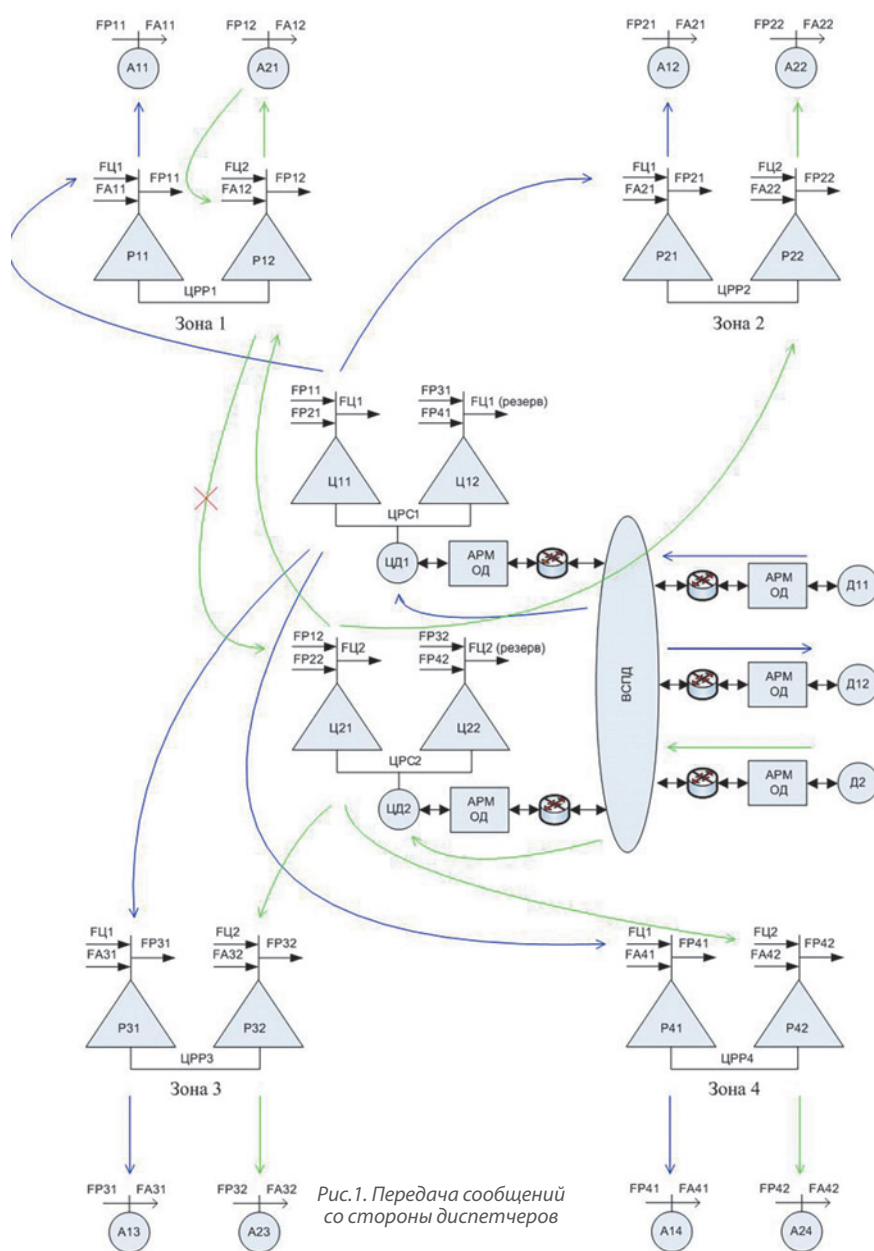 FP11 FA11
FP12 FA12
FP21 FA21
FP22 FA22
A11
A21
A12
A22
FЦ1
FA11
FP11
FЦ2
FA12
FP12
FЦ1
FA21
FP21
FЦ2
FA22
FP22
P11
P12
P21
P22
ЦРР1
ЦРР2
Зона 1
Зона 2
FP11
FP21
FЦ1
FP31
FP41
FЦ1 (резерв)
Ц11
Ц12
ЦРС1
ЦД1
АРМ
ОД
ВСПД
АРМ
ОД
Д11
FP12
FP22
FЦ2
FP32
FP42
FЦ2 (резерв)
АРМ
ОД
Д12
Ц21
Ц22
ЦРС2
ЦД2
АРМ
ОД
АРМ
ОД
Д2
FЦ1
FA31
FP31
FЦ2
FA32
FP32
FЦ1
FA41
FP41
FЦ2
FA42
FP42
P31
P32
P41
P42
ЦРР3
ЦРР4
Зона 3
Зона 4
FP31 FA31
FP32 FA32
FP41 FA41
FP42 FA42
A13
A23
A14
A24
Рис.1. Передача сообщений
со стороны диспетчеров